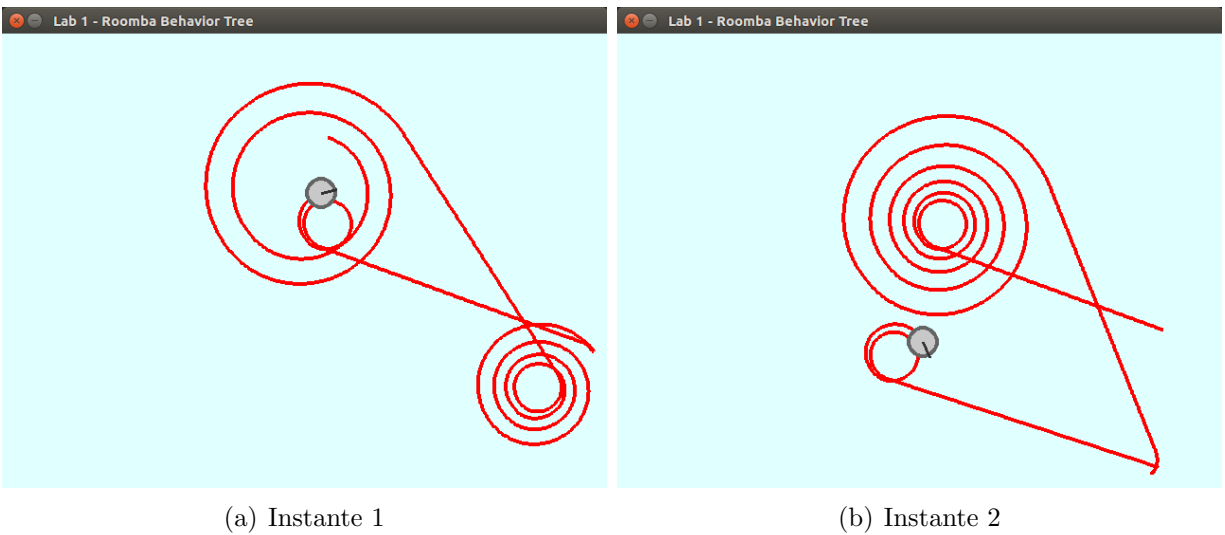 Lab 1 - Roomba Behavior Tree
Lab 1 - Roomba Behavior Tree
(a) Instante 1
(b) Instante 2